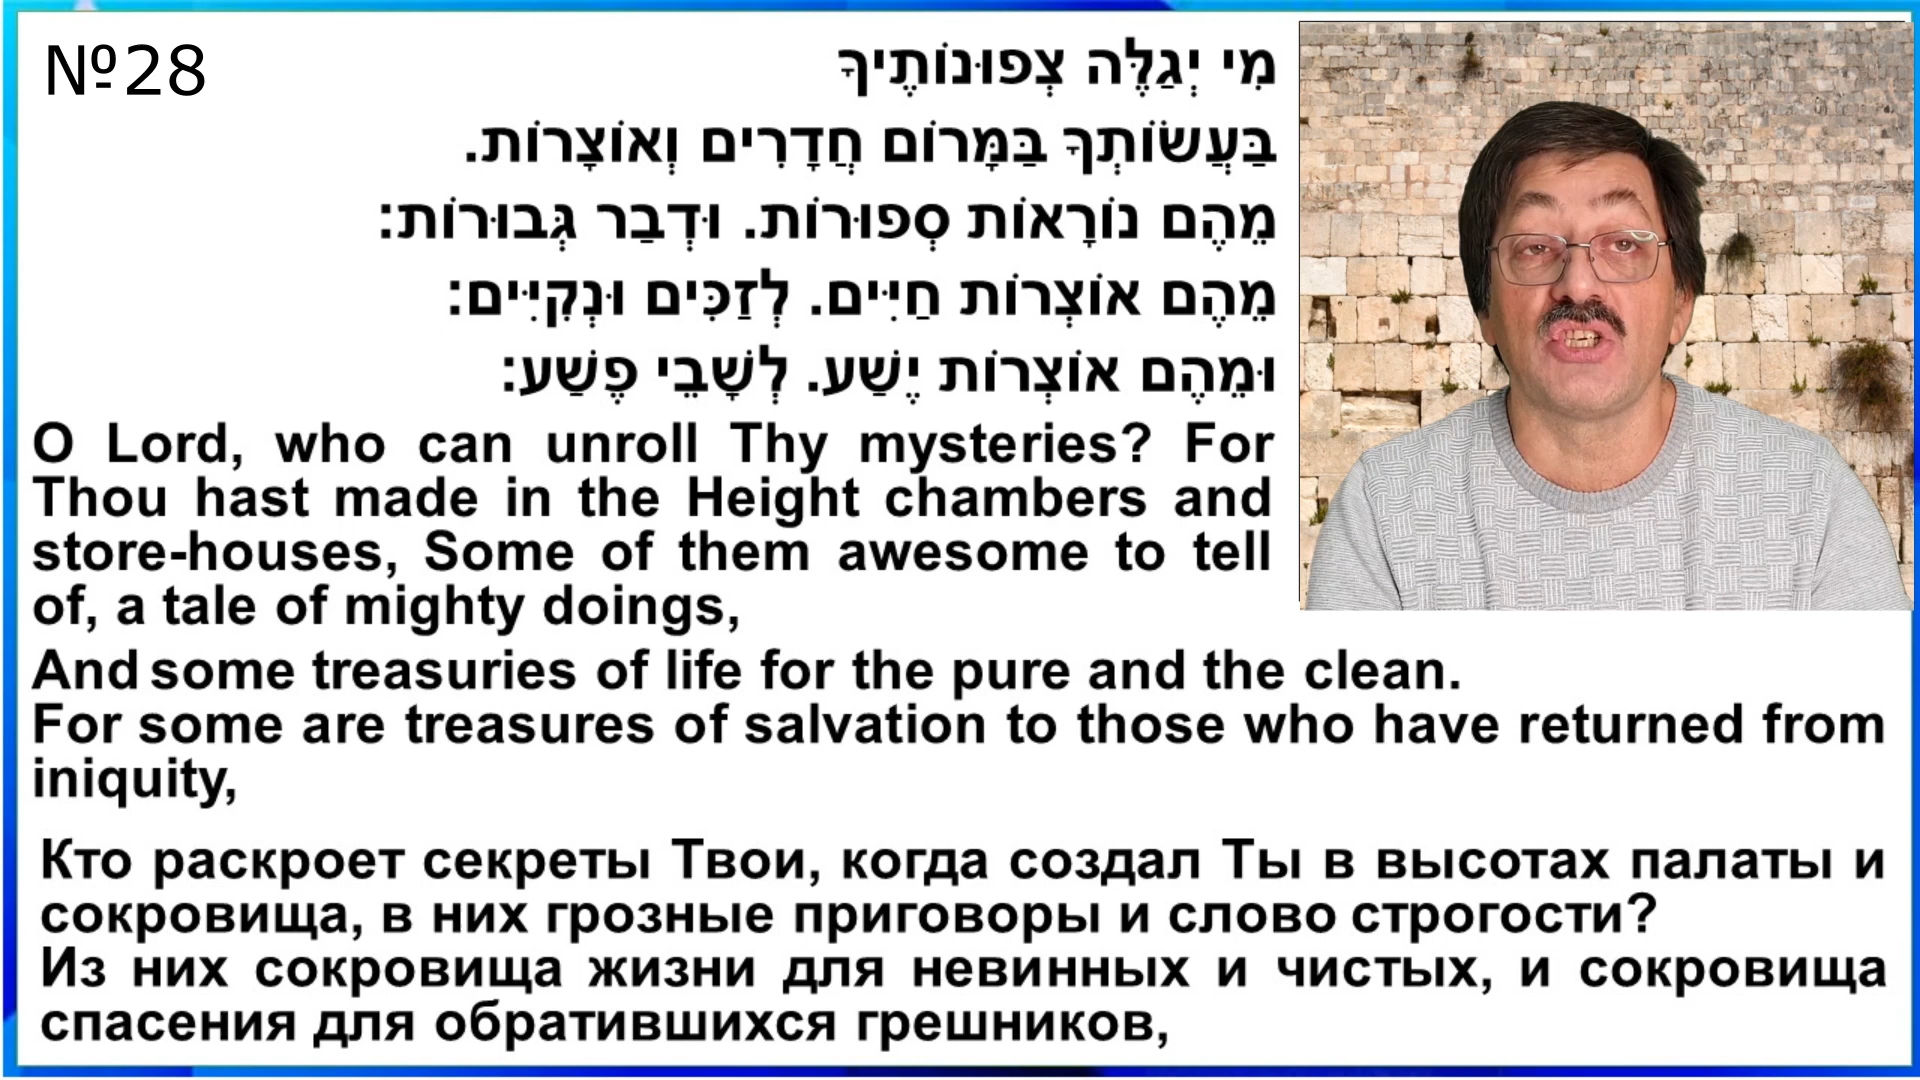 №28
מִי יְגַלֶּה צְפוּנוֹתֶיךָ
בַּעֲשׂוֹתְךָ בַּמָּרוֹם חֲדָרִים וְאוֹצָרוֹת.
מֵהֶם נוֹרָאוֹת סְפוּרוֹת. וּדְבַר גְּבוּרוֹת:
מֵהֶם אוֹצְרוֹת חַיִּים. לְזַכִּים וּנְקִיִּים:
וּמֵהֶם אוֹצְרוֹת יֶשַׁע. לְשָׁבֵי פֶשַׁע:
O Lord, who can unroll Thy mysteries? For
Thou hast made in the Height chambers and
store-houses, Some of them awesome to tell
of, a tale of mighty doings,
And some treasuries of life for the pure and the clean.
For some are treasures of salvation to those who have returned from
iniquity,
Кто раскроет секреты Твои, когда создал Ты в высотах палаты и
сокровища, в них грозные приговоры и слово строгости?
Из них сокровища жизни для невинных и чистых, и сокровища
спасения для обратившихся грешников,